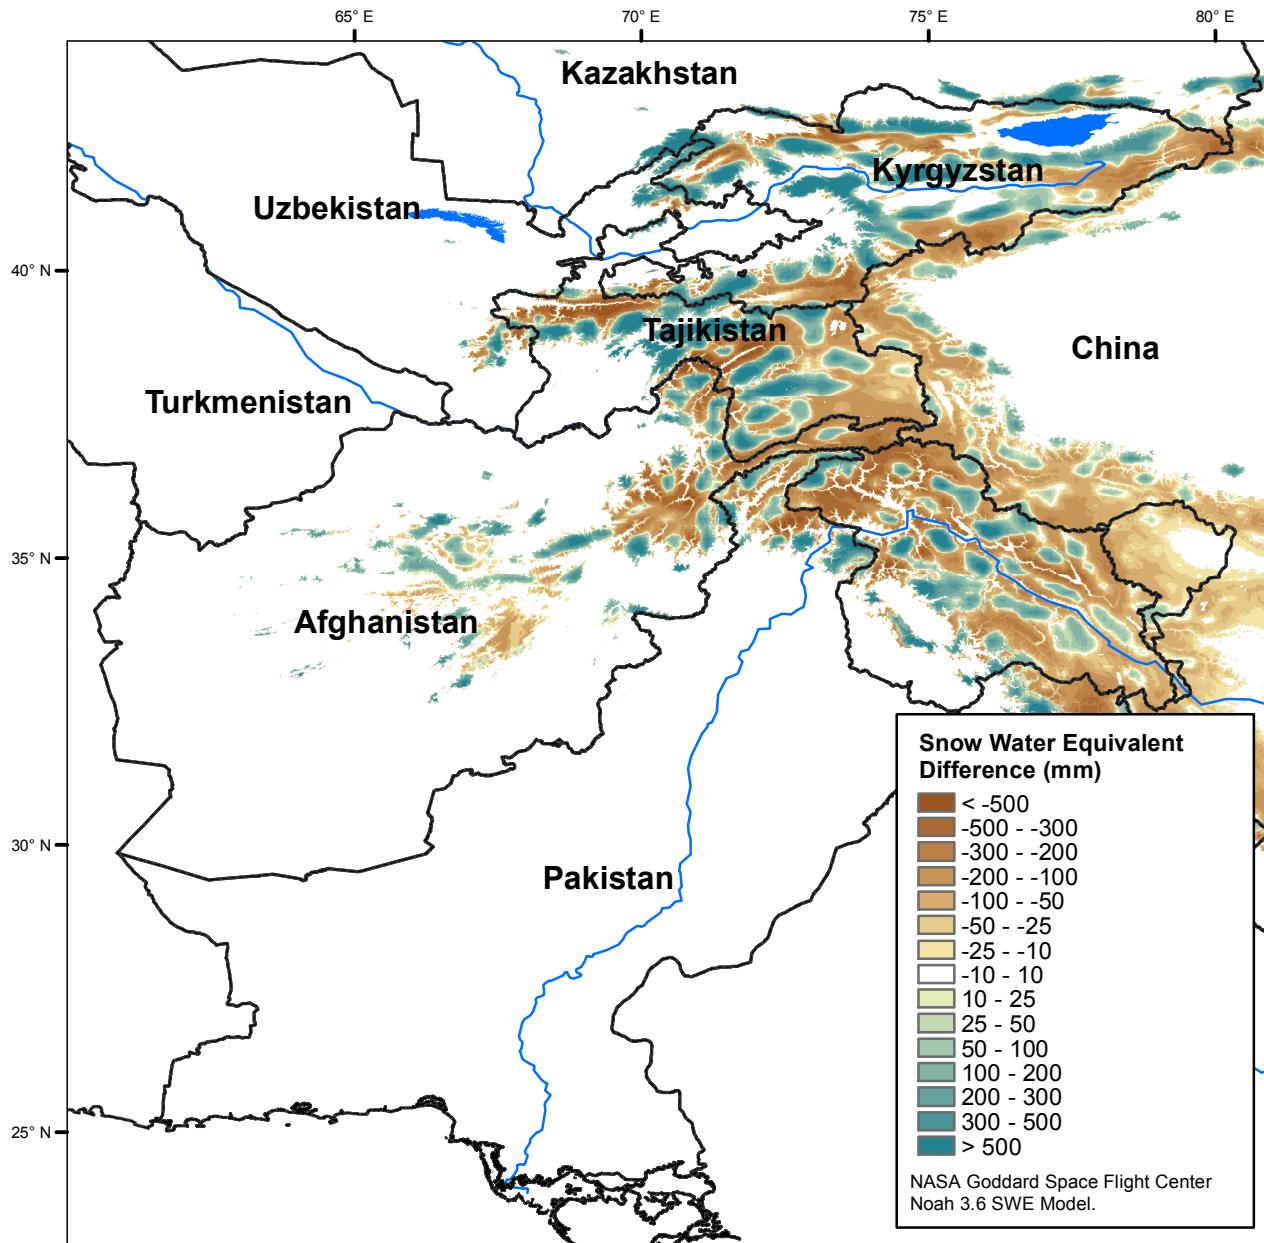 65° E
70° E
75° E
80° E
Kazakhstan
Kyrgyzstan
Uzbekistan
40° N
Tajikistan
China
Turkmenistan
35° N
Afghanistan
Snow Water Equivalent
Difference (mm)
< -500
-500 - -300
-300 - -200
-200 - -100
-100 - -50
-50 - -25
-25 - -10
-10 - 10
10 - 25
25 - 50
50 - 100
100 - 200
200 - 300
300 - 500
> 500
NASA Goddard Space Flight Center
Noah 3.6 SWE Model.
30° N
Pakistan
25° N